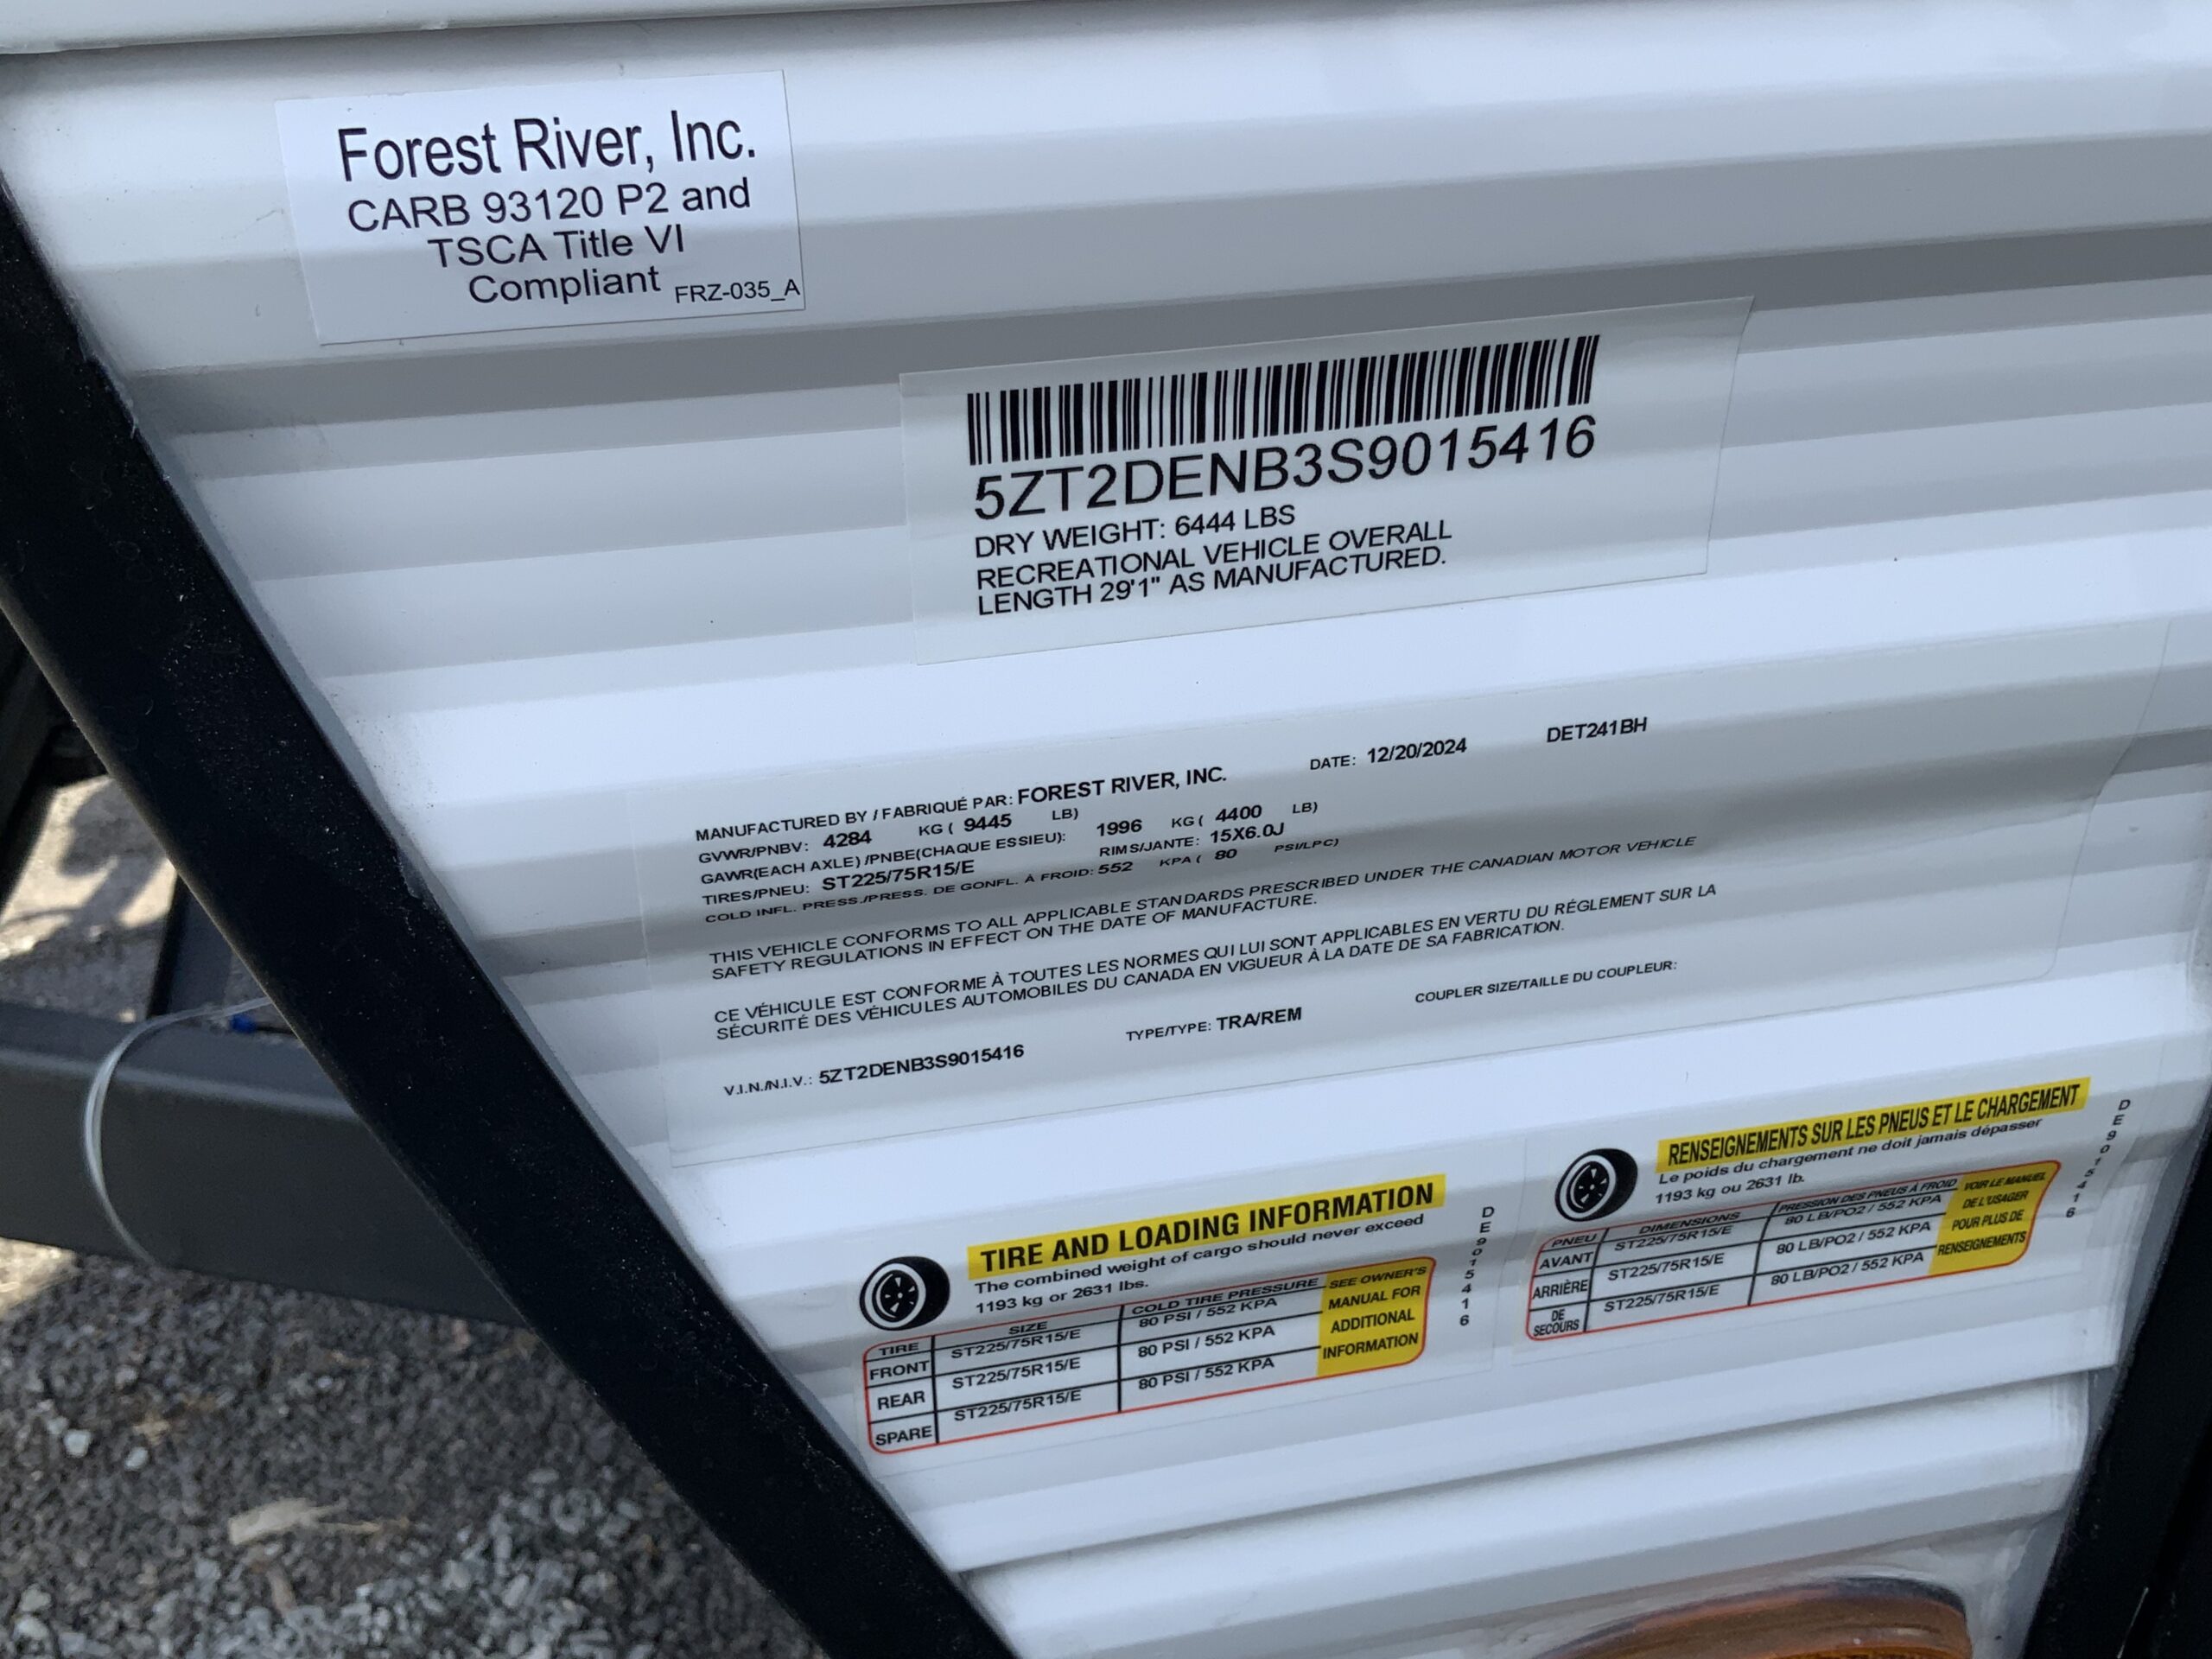 Forest River, Inc.
CARB 93120 P2 and
TSCA Title VI
Compliant FRZ-035_A
5ZT2DENB3S9015416
DRY WEIGHT: 6444 LBS
RECREATIONAL VEHICLE OVERALL
LENGTH 29'1" AS MANUFACTURED.
MANUFACTURED BY / FABRIQUÉ PAR: FOREST RIVER, INC. DATE: 12/20/2024 DET241BH
GVWR/PNBV: 4284 KG ( 9445 LB)
GAWR(EACH AXLE) /PNBE(CHAQUE ESSIEU): 1996 KG ( 4400 LB)
TIRES/PNEU: ST225/75R15/E RIMS/JANTE: 15X6.0J
COLD INFL. PRESS./PRESS. DE GONFL. À FROID: 552 KPA ( 80 PSI/LPC)
THIS VEHICLE CONFORMS TO ALL APPLICABLE STANDARDS PRESCRIBED UNDER THE CANADIAN MOTOR VEHICLE
SAFETY REGULATIONS IN EFFECT ON THE DATE OF MANUFACTURE.
CE VÉHICULE EST CONFORME À TOUTES LES NORMES QUI LUI SONT APPLICABLES EN VERTU DU RÉGLEMENT SUR LA
SÉCURITÉ DES VÉHICULES AUTOMOBILES DU CANADA EN VIGUEUR À LA DATE DE SA FABRICATION.
V.I.N./N.I.V.: 5ZT2DENB3S9015416 TYPE/TYPE: TRA/REM COUPLER SIZE/TAILLE DU COUPLEUR:
TIRE AND LOADING INFORMATION
The combined weight of cargo should never exceed
1193 kg or 2631 lbs.
TIRE SIZE COLD TIRE PRESSURE SEE OWNER'S
FRONT ST225/75R15/E 80 PSI / 552 KPA MANUAL FOR
REAR ST225/75R15/E 80 PSI / 552 KPA ADDITIONAL
SPARE ST225/75R15/E 80 PSI / 552 KPA INFORMATION
DE9015416
RENSEIGNEMENTS SUR LES PNEUS ET LE CHARGEMENT
Le poids du chargement ne doit jamais dépasser
1193 kg ou 2631 lb.
PNEU DIMENSIONS PRESSION DES PNEUS À FROID VOIR LE MANUEL
AVANT ST225/75R15/E 80 LB/PO2 / 552 KPA DE L'USAGER
ARRIÈRE ST225/75R15/E 80 LB/PO2 / 552 KPA POUR PLUS DE
DE SECOURS ST225/75R15/E 80 LB/PO2 / 552 KPA RENSEIGNEMENTS
DE9015416